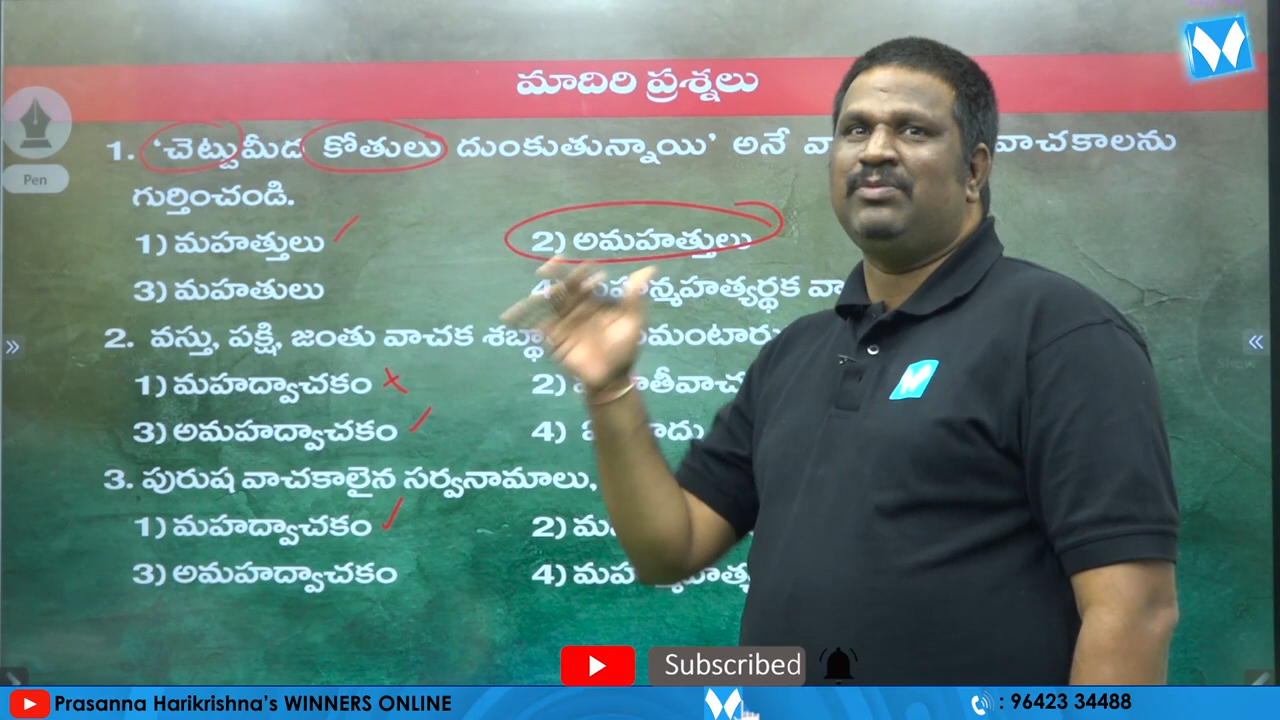 మాదిరి ప్రశ్నలు
Pen
1. 'చెట్టుమీద కోతులు దుంకుతున్నాయి' అనే వాచకాలను
గుర్తించండి.
1) మహత్తులు 2) అమహత్తులు
3) మహతులు
2. వస్తు, పక్షి, జంతు వాచక
1) మహద్వాచకం 2)
3) అమహద్వాచకం 4)
3. పురుష వాచకాలైన సర్వనామాలు,
1) మహద్వాచకం 2)
3) అమహద్వాచకం 4)
Subscribed
Prasanna Harikrishna's WINNERS ONLINE : 96423 34488